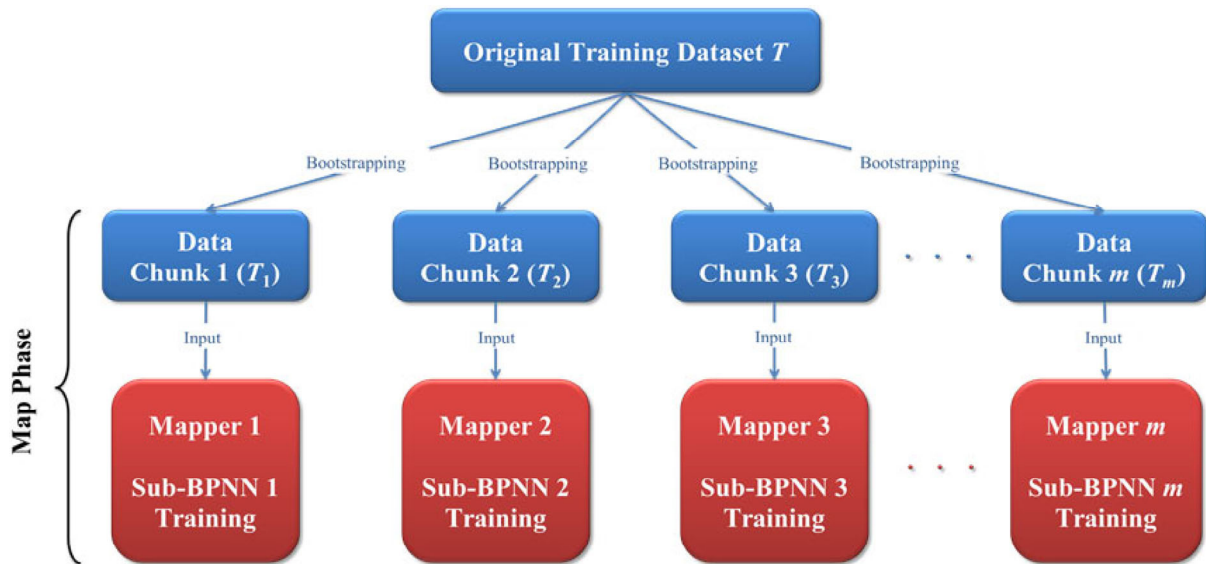 Original Training Dataset T
Bootstrapping Bootstrapping Bootstrapping Bootstrapping
Data Chunk 1 (T₁)
Data Chunk 2 (T₂)
Data Chunk 3 (T₃)
. . .
Data Chunk m (Tₘ)
Input Input Input Input
Map Phase
Mapper 1
Sub-BPNN 1
Training
Mapper 2
Sub-BPNN 2
Training
Mapper 3
Sub-BPNN 3
Training
. . .
Mapper m
Sub-BPNN m
Training